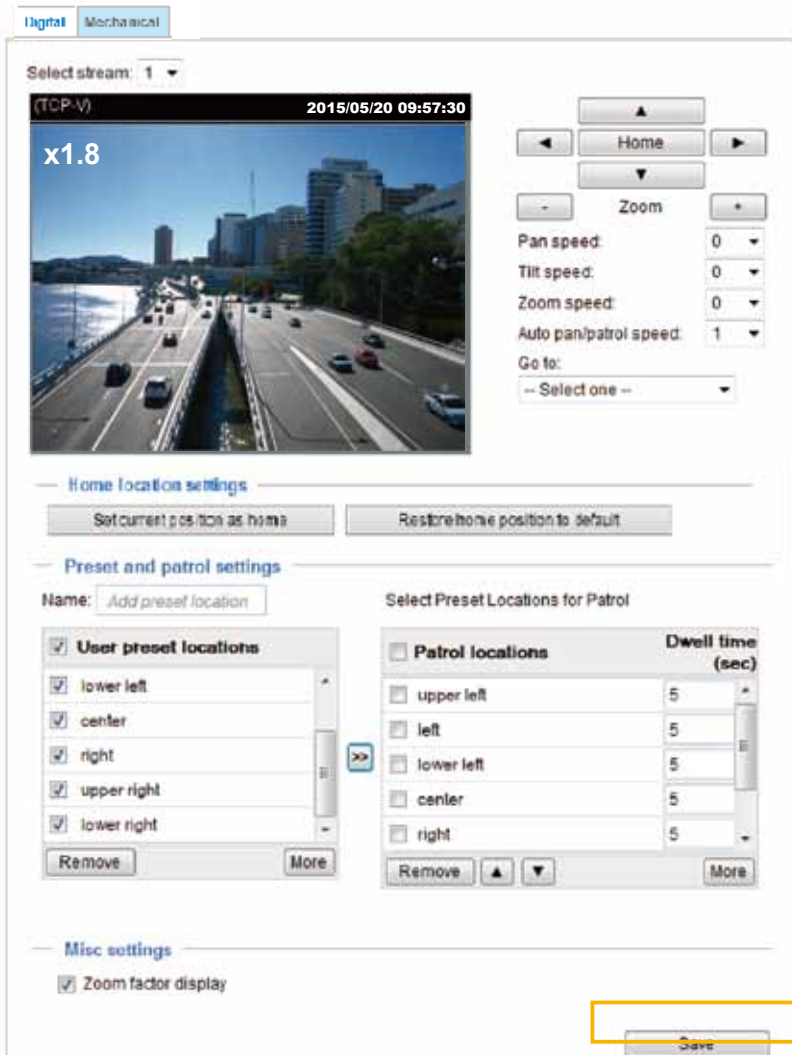 Digital Mechanical
Select stream: 1
(TCP-V) 2015/05/20 09:57:30
x1.8
Home
- Zoom +
Pan speed: 0
Tilt speed: 0
Zoom speed: 0
Auto pan/patrol speed: 1
Go to:
-- Select one --
Home location settings
Set current position as home Restore home position to default
Preset and patrol settings
Name: Add preset location Select Preset Locations for Patrol
User preset locations
lower left
center
right
upper right
lower right
Remove More
>>
Patrol locations Dwell time (sec)
upper left 5
left 5
lower left 5
center 5
right 5
Remove More
Misc settings
Zoom factor display
Save